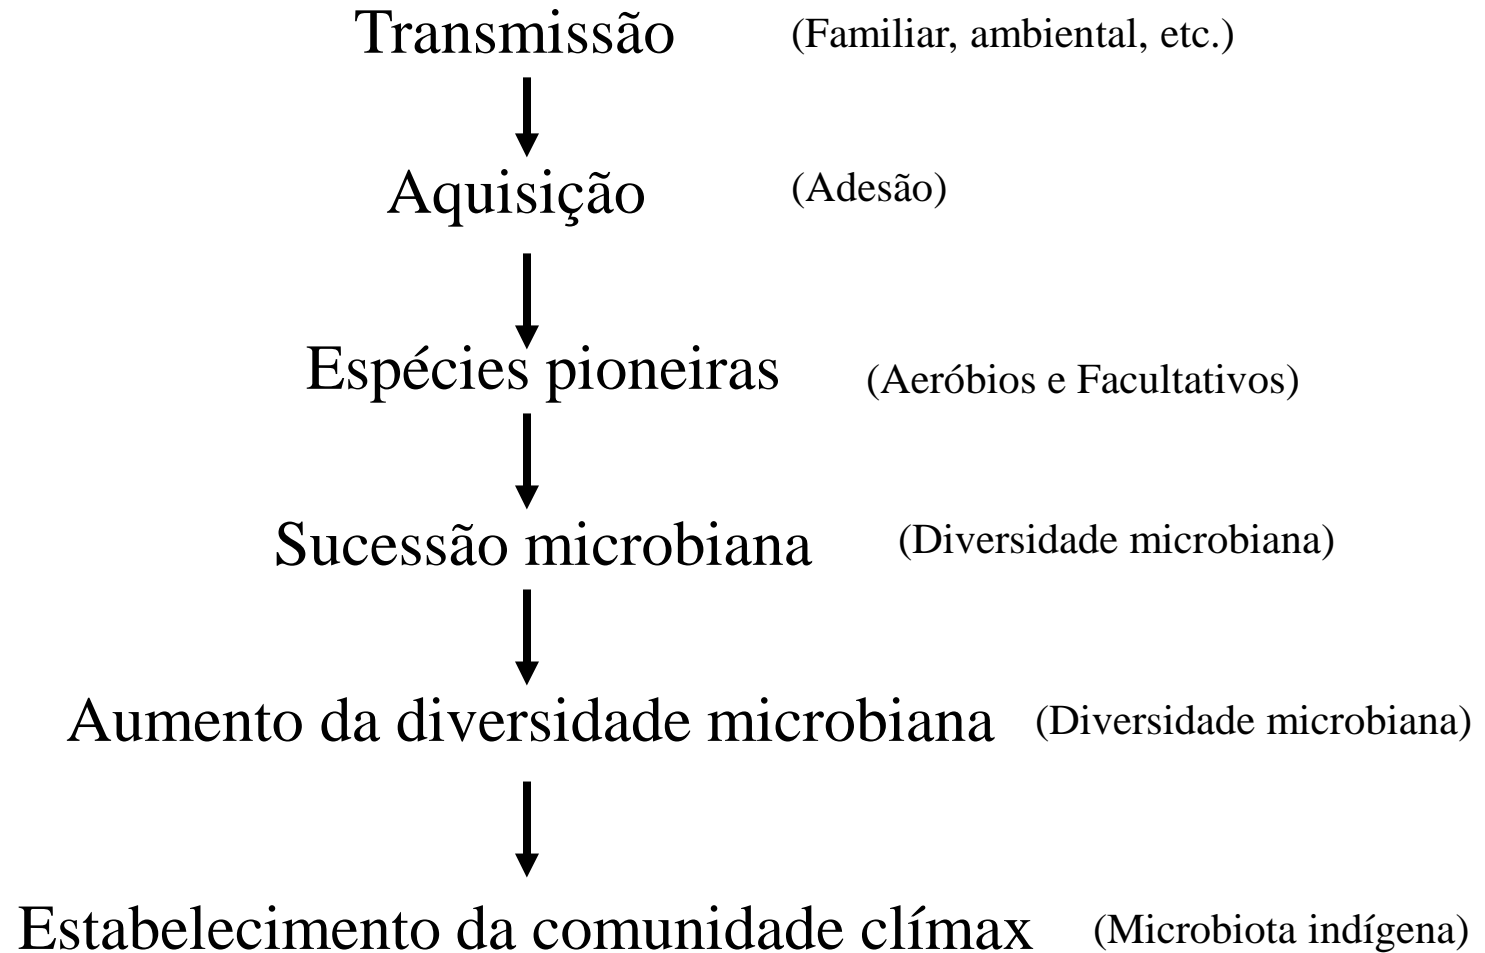 Transmissão (Familiar, ambiental, etc.)
Aquisição (Adesão)
Espécies pioneiras (Aeróbios e Facultativos)
Sucessão microbiana (Diversidade microbiana)
Aumento da diversidade microbiana (Diversidade microbiana)
Estabelecimento da comunidade clímax (Microbiota indígena)